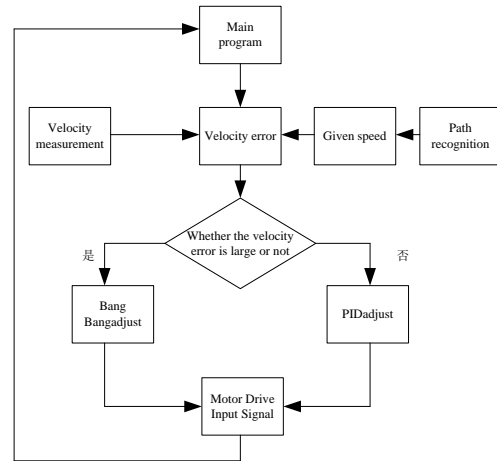 Main
program
Velocity
measurement
Velocity error
Given speed
Path
recognition
Whether the velocity
error is large or not
是
否
Bang
Bangadjust
PIDadjust
Motor Drive
Input Signal